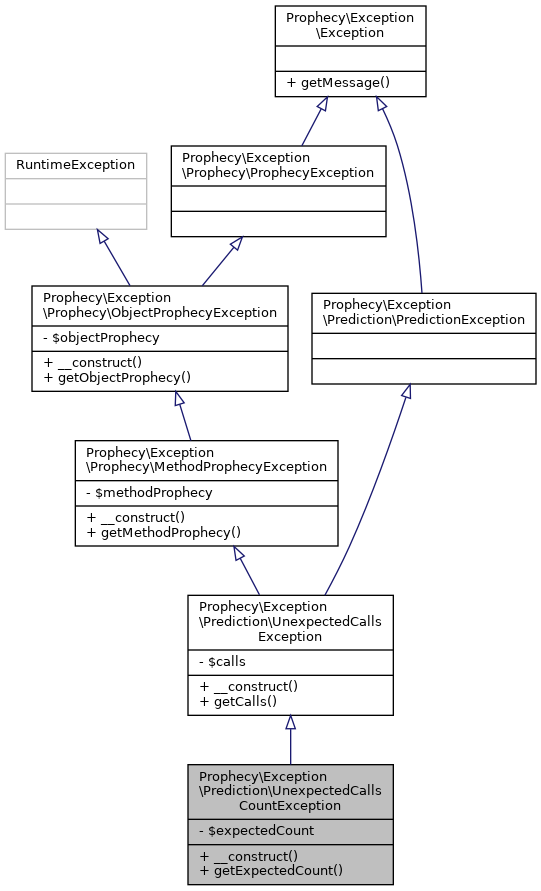 Prophecy\Exception
\Exception
+ getMessage()
RuntimeException
Prophecy\Exception
\Prophecy\ProphecyException
Prophecy\Exception
\Prophecy\ObjectProphecyException
- $objectProphecy
+ __construct()
+ getObjectProphecy()
Prophecy\Exception
\Prediction\PredictionException
Prophecy\Exception
\Prophecy\MethodProphecyException
- $methodProphecy
+ __construct()
+ getMethodProphecy()
Prophecy\Exception
\Prediction\UnexpectedCalls
Exception
- $calls
+ __construct()
+ getCalls()
Prophecy\Exception
\Prediction\UnexpectedCalls
CountException
- $expectedCount
+ __construct()
+ getExpectedCount()